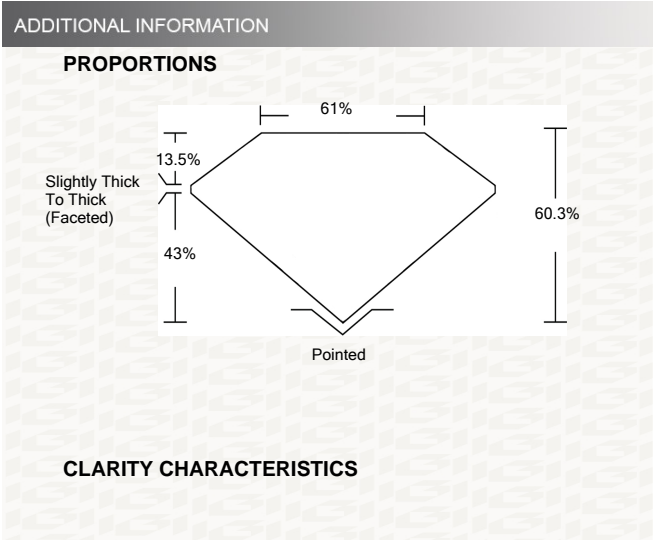 ADDITIONAL INFORMATION
PROPORTIONS
61%
13.5%
Slightly Thick
To Thick
(Faceted)
60.3%
43%
Pointed
CLARITY CHARACTERISTICS